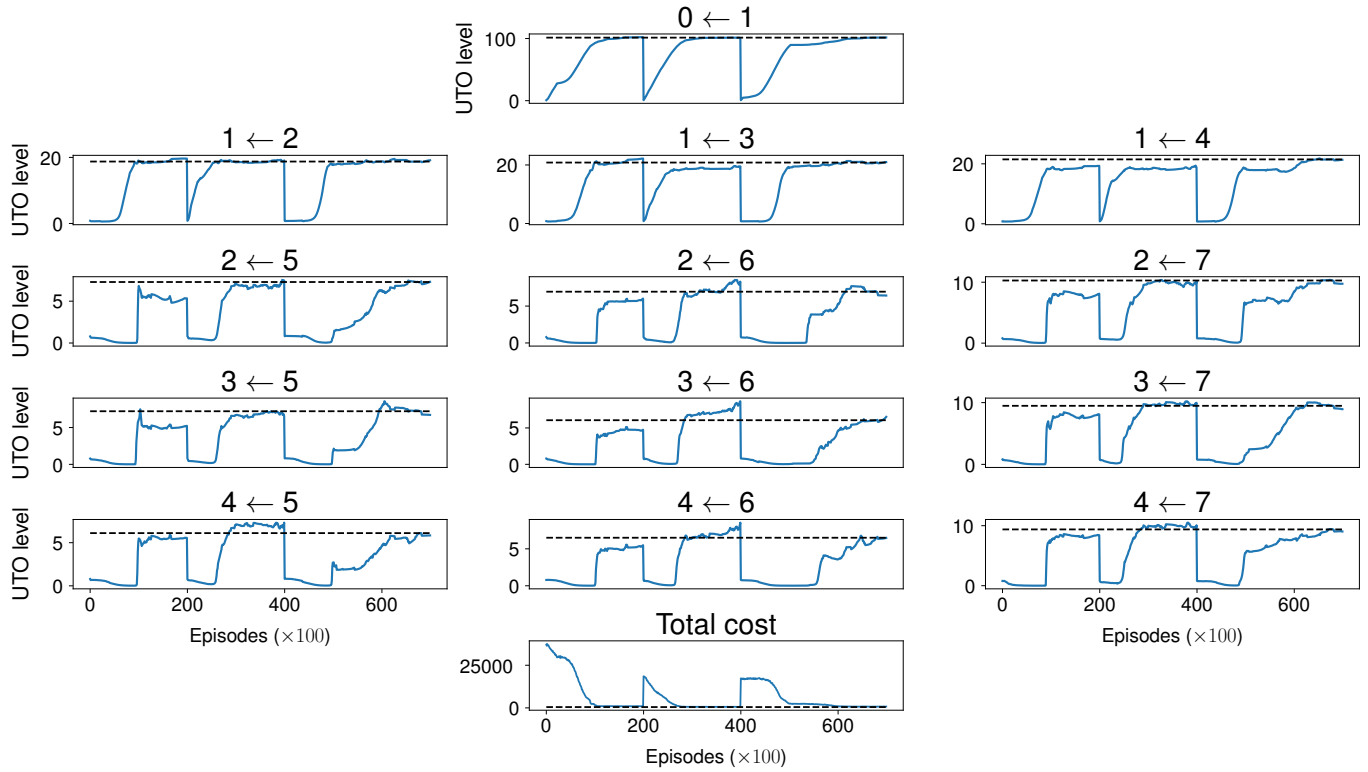 0 ← 1
UTO level
100
0
1 ← 2
1 ← 3
1 ← 4
UTO level
20
0
20
0
20
0
2 ← 5
2 ← 6
2 ← 7
UTO level
5
0
5
0
10
0
3 ← 5
3 ← 6
3 ← 7
UTO level
5
0
5
0
10
0
4 ← 5
4 ← 6
4 ← 7
UTO level
5
0
5
0
10
0
0 200 400 600
0 200 400 600
Episodes (×100)
Episodes (×100)
Total cost
25000
0
0 200 400 600
Episodes (×100)